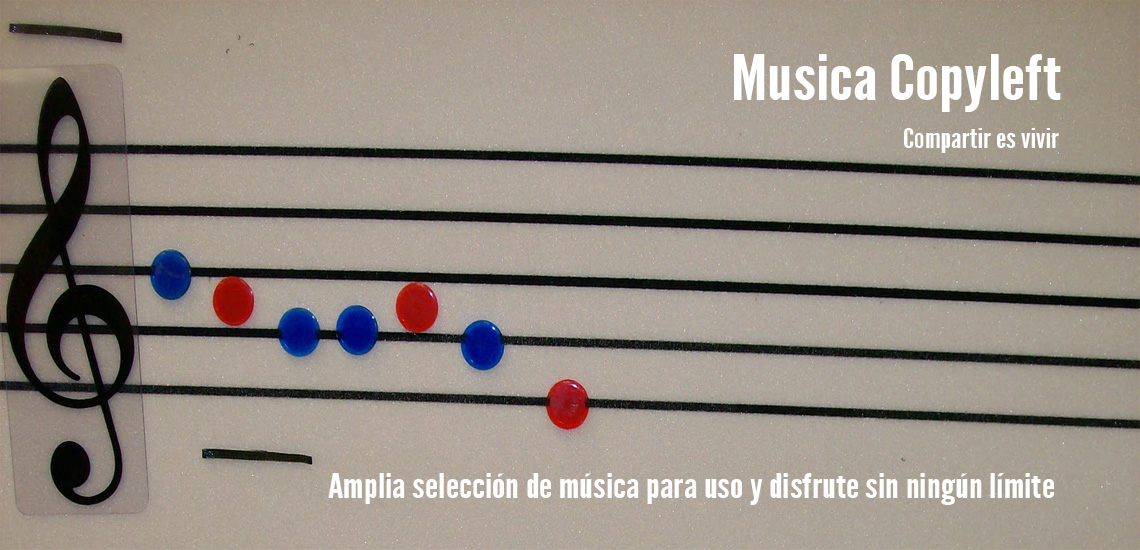 Musica Copyleft
Compartir es vivir
Amplia selección de música para uso y disfrute sin ningún límite